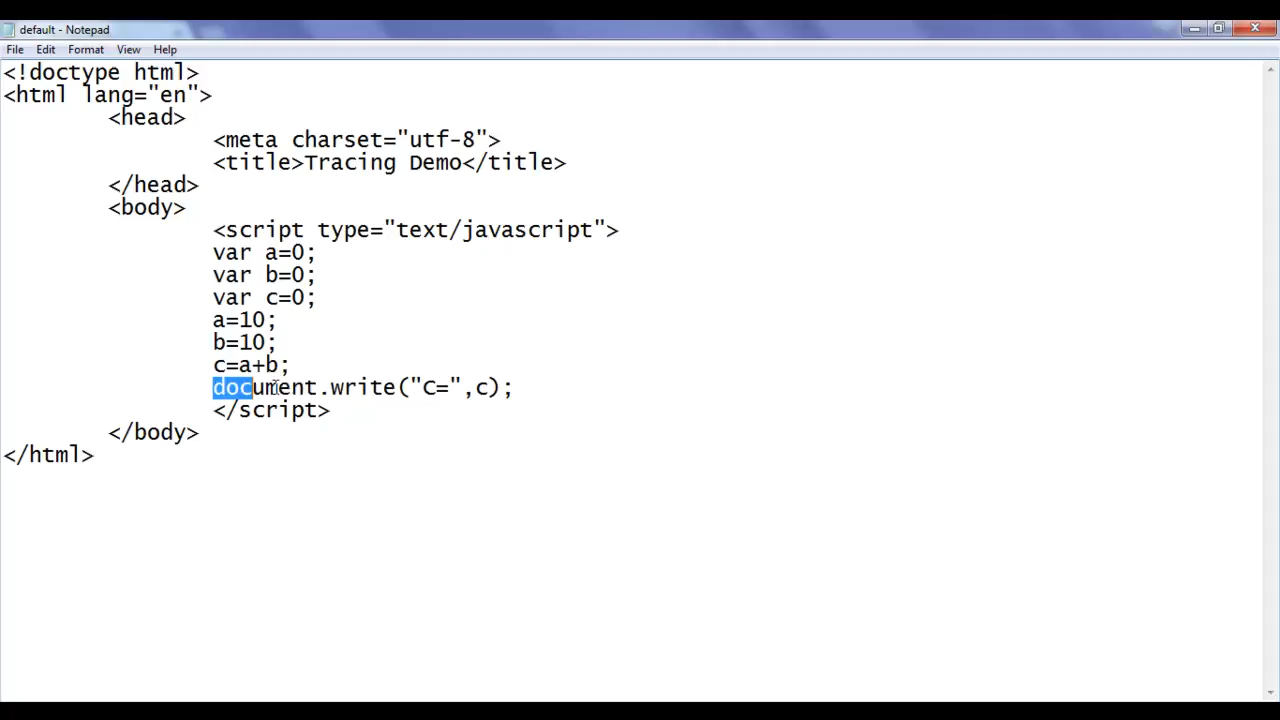 default - Notepad
File Edit Format View Help
<!doctype html>
<html lang="en">
<head>
<meta charset="utf-8">
<title>Tracing Demo</title>
</head>
<body>
<script type="text/javascript">
var a=0;
var b=0;
var c=0;
a=10;
b=10;
c=a+b;
document.write("C=",c);
</script>
</body>
</html>